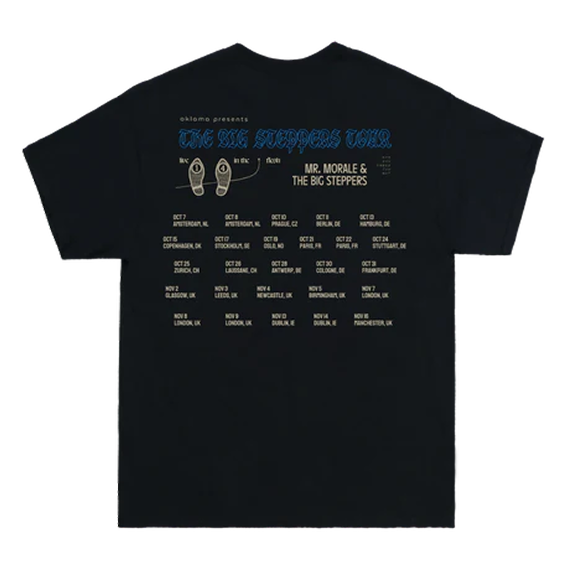 oklama presents
THE BIG STEPPERS TOUR
live in the flesh
MR. MORALE &
THE BIG STEPPERS
OCT 7 OCT 8 OCT 10 OCT 11 OCT 13
AMSTERDAM, NL AMSTERDAM, NL PRAGUE, CZ BERLIN, DE HAMBURG, DE
OCT 15 OCT 17 OCT 19 OCT 21 OCT 22 OCT 24
COPENHAGEN, DK STOCKHOLM, SE OSLO, NO PARIS, FR PARIS, FR STUTTGART, DE
OCT 25 OCT 26 OCT 28 OCT 30 OCT 31
ZURICH, CH LAUSSANE, CH ANTWERP, DE COLOGNE, DE FRANKFURT, DE
NOV 2 NOV 3 NOV 4 NOV 5 NOV 7
GLASGOW, UK LEEDS, UK NEWCASTLE, UK BIRMINGHAM, UK LONDON, UK
NOV 8 NOV 9 NOV 13 NOV 14 NOV 16
LONDON, UK LONDON, UK DUBLIN, IE DUBLIN, IE MANCHESTER, UK